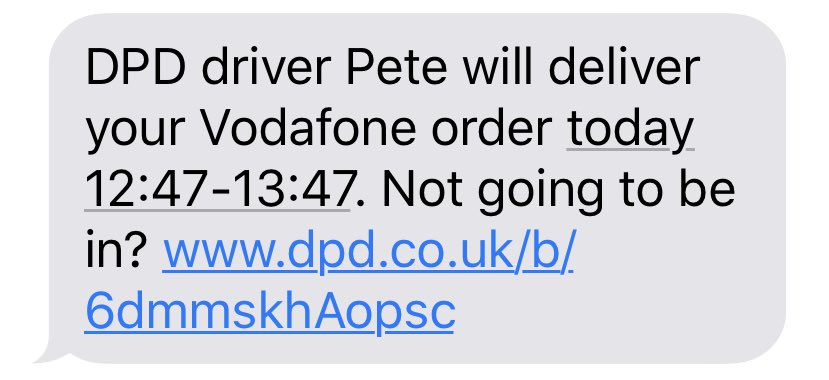 DPD driver Pete will deliver
your Vodafone order today
12:47-13:47. Not going to be
in? www.dpd.co.uk/b/
6dmmskhAopsc